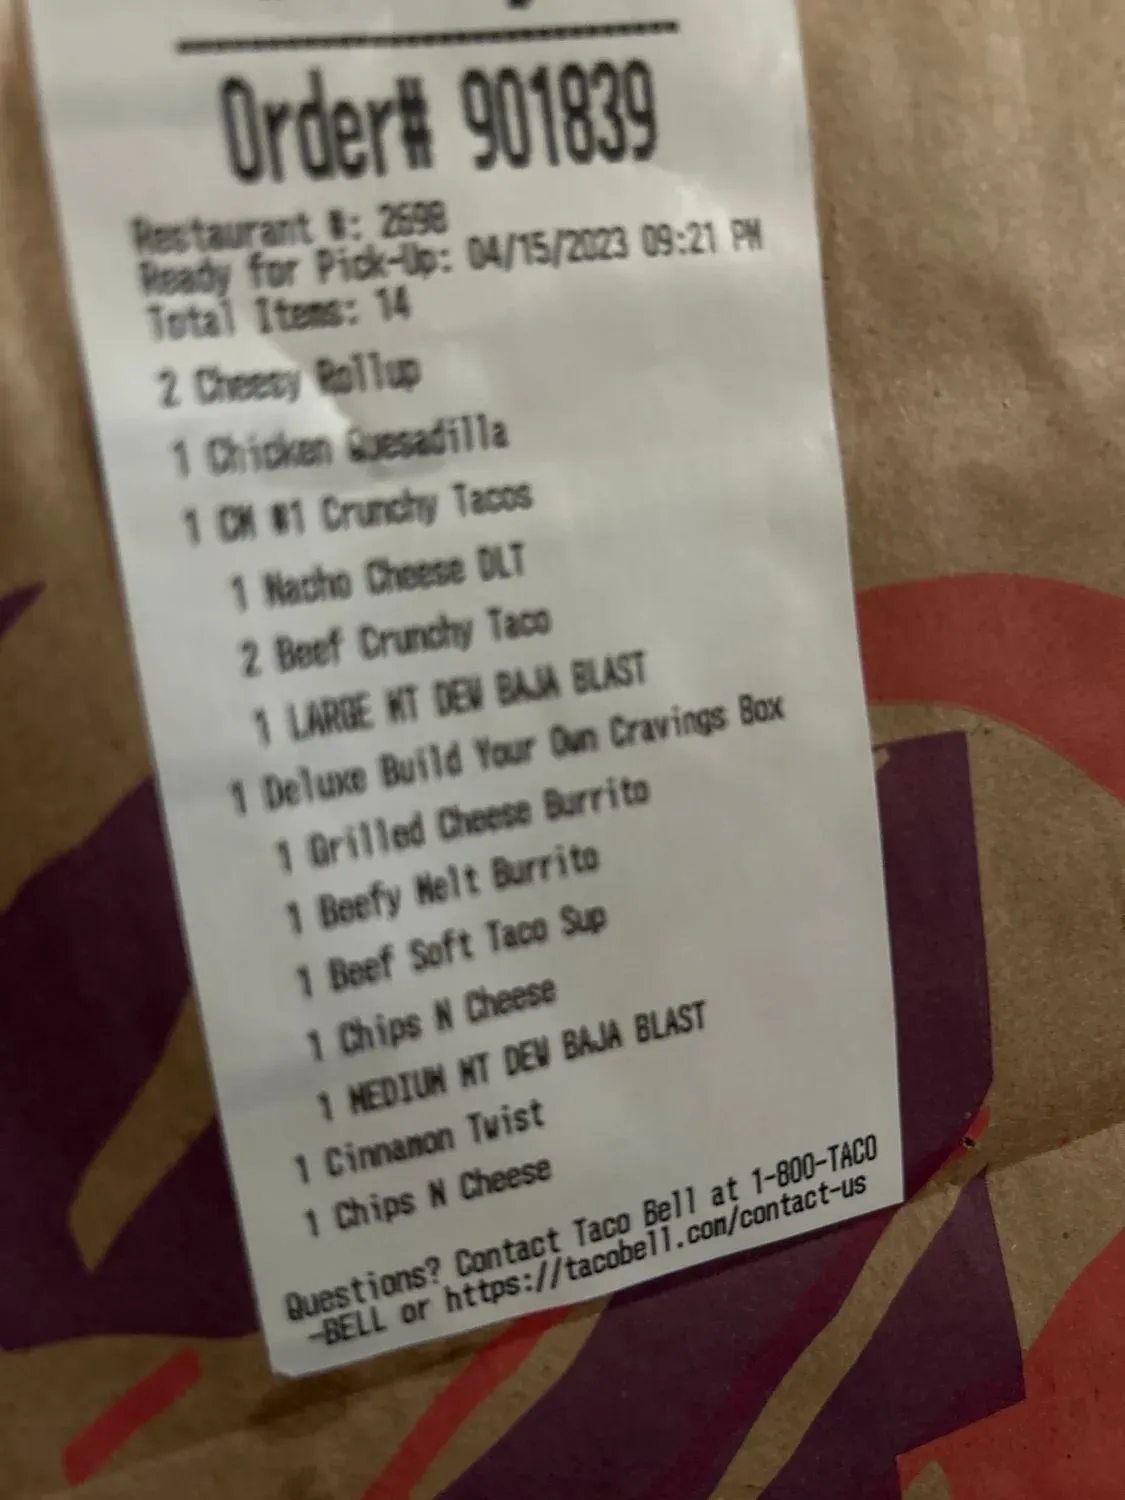 Order# 901839
Restaurant #: 2698
Ready for Pick-Up: 04/15/2023 09:21 PM
Total Items: 14
2 Cheesy Rollup
1 Chicken Quesadilla
1 CM #1 Crunchy Tacos
1 Nacho Cheese DLT
2 Beef Crunchy Taco
1 LARGE MT DEW BAJA BLAST
1 Deluxe Build Your Own Cravings Box
1 Grilled Cheese Burrito
1 Beefy Melt Burrito
1 Beef Soft Taco Sup
1 Chips N Cheese
1 MEDIUM MT DEW BAJA BLAST
1 Cinnamon Twist
1 Chips N Cheese
Questions? Contact Taco Bell at 1-800-TACO
-BELL or https://tacobell.com/contact-us